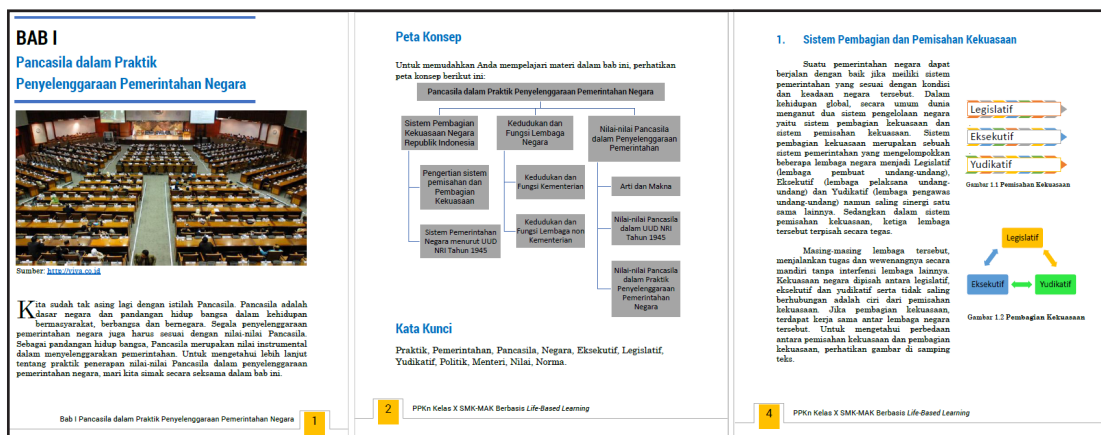 BAB I
Pancasila dalam Praktik
Penyelenggaraan Pemerintahan Negara
Sumber: http://viva.co.id
Kita sudah tak asing lagi dengan istilah Pancasila. Pancasila adalah
dasar negara dan pandangan hidup bangsa dalam kehidupan
bermasyarakat, berbangsa dan bernegara. Segala penyelenggaraan
pemerintahan negara juga harus sesuai dengan nilai-nilai Pancasila.
Sebagai pandangan hidup bangsa, Pancasila merupakan nilai instrumental
dalam menyelenggarakan pemerintahan. Untuk mengetahui lebih lanjut
tentang praktik penerapan nilai-nilai Pancasila dalam penyelenggaraan
pemerintahan negara, mari kita simak secara seksama dalam bab ini.
Bab I Pancasila dalam Praktik Penyelenggaraan Pemerintahan Negara 1
Peta Konsep
Untuk memudahkan Anda mempelajari materi dalam bab ini, perhatikan
peta konsep berikut ini:
Pancasila dalam Praktik Penyelenggaraan Pemerintahan Negara
Sistem Pembagian
Kekuasaan Negara
Republik Indonesia
Pengertian sistem
pemisahan dan
Pembagian
Kekuasaan
Sistem Pemerintahan
Negara menurut UUD
NRI Tahun 1945
Kedudukan dan
Fungsi Lembaga
Negara
Kedudukan dan
Fungsi Kementerian
Kedudukan dan
Fungsi Lembaga non
Kementerian
Nilai-nilai Pancasila
dalam Penyelenggaraan
Pemerintahan
Arti dan Makna
Nilai-nilai Pancasila
dalam UUD NRI
Tahun 1945
Nilai-nilai Pancasila
dalam Praktik
Penyelenggaraan
Pemerintahan
Negara
Kata Kunci
Praktik, Pemerintahan, Pancasila, Negara, Eksekutif, Legislatif,
Yudikatif, Politik, Menteri, Nilai, Norma.
2 PPKn Kelas X SMK-MAK Berbasis Life-Based Learning
1. Sistem Pembagian dan Pemisahan Kekuasaan
Suatu pemerintahan negara dapat
berjalan dengan baik jika meiliki sistem
pemerintahan yang sesuai dengan kondisi
dan keadaan negara tersebut. Dalam
kehidupan global, secara umum dunia
menganut dua sistem pengelolaan negara
yaitu sistem pembagian kekuasaan dan
sistem pemisahan kekuasaan. Sistem
pembagian kekuasaan merupakan sebuah
sistem pemerintahan yang mengelompokkan
beberapa lembaga negara menjadi Legislatif
(lembaga pembuat undang-undang),
Eksekutif (lembaga pelaksana undang-
undang) dan Yudikatif (lembaga pengawas
undang-undang) namun saling sinergi satu
sama lainnya. Sedangkan dalam sistem
pemisahan kekuasaan, ketiga lembaga
tersebut terpisah secara tegas.
Masing-masing lembaga tersebut,
menjalankan tugas dan wewenangnya secara
mandiri tanpa interfensi lembaga lainnya.
Kekuasaan negara dipisah antara legislatif,
eksekutif dan yudikatif serta tidak saling
berhubungan adalah ciri dari pemisahan
kekuasaan. Jika pembagian kekuasaan,
terdapat kerja sama antar lembaga negara
tersebut. Untuk mengetahui perbedaan
antara pemisahan kekuasaan dan pembagian
kekuasaan, perhatikan gambar di samping
teks.
Legislatif
Eksekutif
Yudikatif
Gambar 1.1 Pemisahan Kekuasaan
Legislatif
Eksekutif
Yudikatif
Gambar 1.2 Pembagian Kekuasaan
4 PPKn Kelas X SMK-MAK Berbasis Life-Based Learning